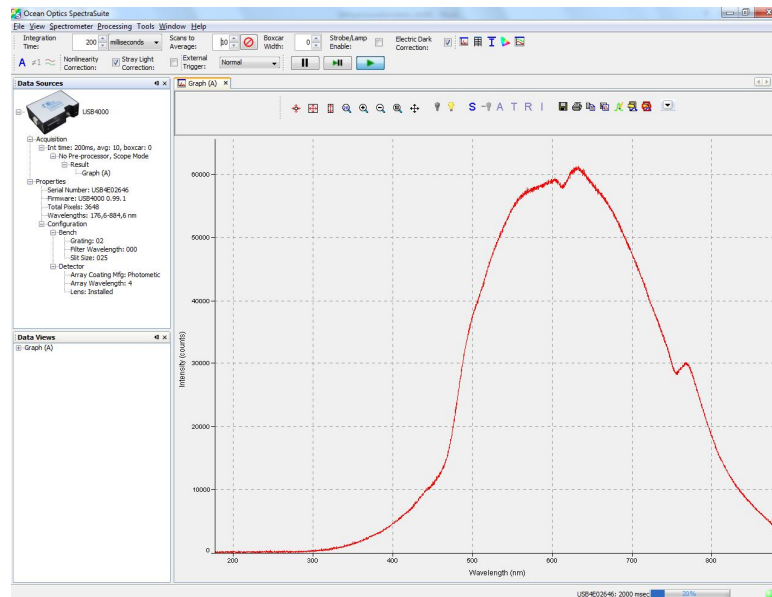 Ocean Optics SpectraSuite
File View Spectrometer Processing Tools Window Help
Integration Time: 200 milliseconds Scans to Average: 10 Boxcar Width: 0 Strobe/Lamp Enable: Electric Dark Correction:
A ≠1 Nonlinearity Correction: Stray Light Correction: External Trigger: Normal
Data Sources
USB4000
Acquisition
Int time: 200ms, avg: 10, boxcar: 0
No Pre-processor, Scope Mode
Result
Graph (A)
Properties
Serial Number: USB4E02646
Firmware: USB4000 0.99.1
Total Pixels: 3648
Wavelengths: 176,6-884,6 nm
Configuration
Bench
Grating: 02
Filter Wavelength: 000
Slit Size: 025
Detector
Array Coating Mfg: Photometic
Array Wavelength: 4
Lens: Installed
Data Views
Graph (A)
Graph (A)
S A T R I
60000
50000
40000
30000
20000
10000
0
Intensity (counts)
200 300 400 500 600 700 800
Wavelength (nm)
USB4E02646: 2000 msec 20%